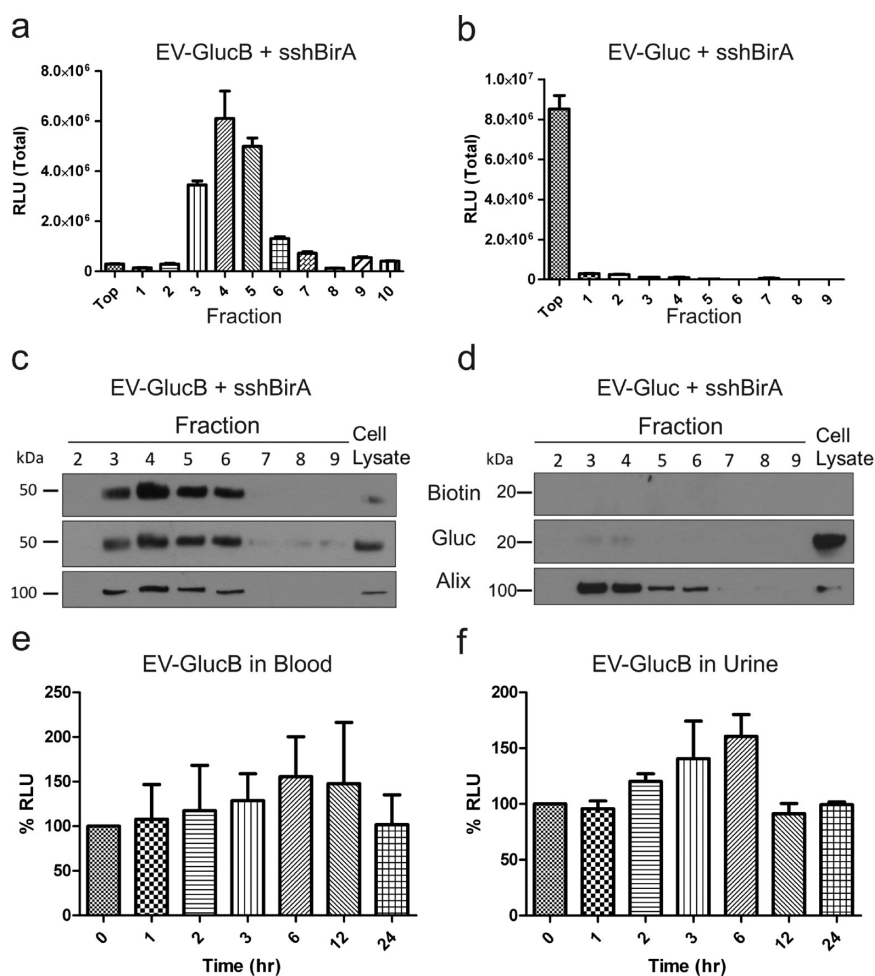 a
EV-GlucB + sshBirA
8.0×10⁶
6.0×10⁶
4.0×10⁶
2.0×10⁶
0
RLU (Total)
Top 1 2 3 4 5 6 7 8 9 10
Fraction
b
EV-Gluc + sshBirA
1.0×10⁷
8.0×10⁶
6.0×10⁶
4.0×10⁶
2.0×10⁶
0
RLU (Total)
Top 1 2 3 4 5 6 7 8 9
Fraction
c
EV-GlucB + sshBirA
Fraction
Cell
Lysate
kDa 2 3 4 5 6 7 8 9
50
50
100
d
EV-Gluc + sshBirA
Fraction
Cell
Lysate
kDa 2 3 4 5 6 7 8 9
Biotin 20
Gluc 20
Alix 100
e
EV-GlucB in Blood
250
200
150
100
50
0
% RLU
0 1 2 3 6 12 24
Time (hr)
f
EV-GlucB in Urine
200
150
100
50
0
% RLU
0 1 2 3 6 12 24
Time (hr)